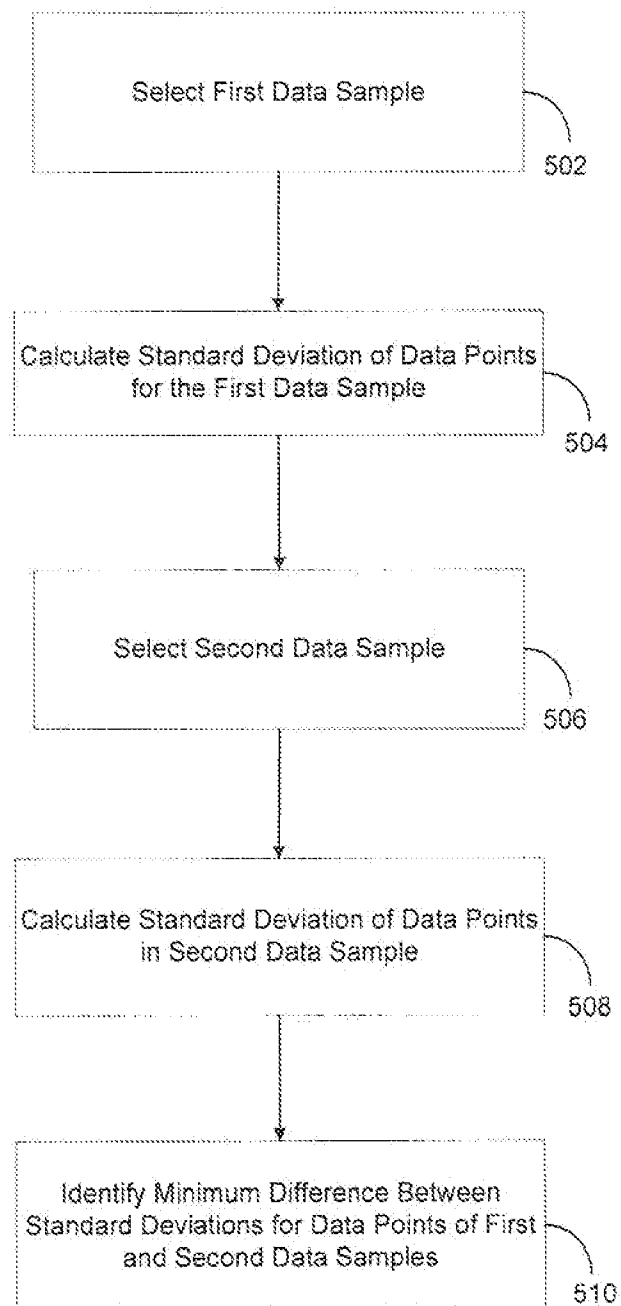 Select First Data Sample
502
Calculate Standard Deviation of Data Points
for the First Data Sample
504
Select Second Data Sample
506
Calculate Standard Deviation of Data Points
in Second Data Sample
508
Identify Minimum Difference Between
Standard Deviations for Data Points of First
and Second Data Samples
510